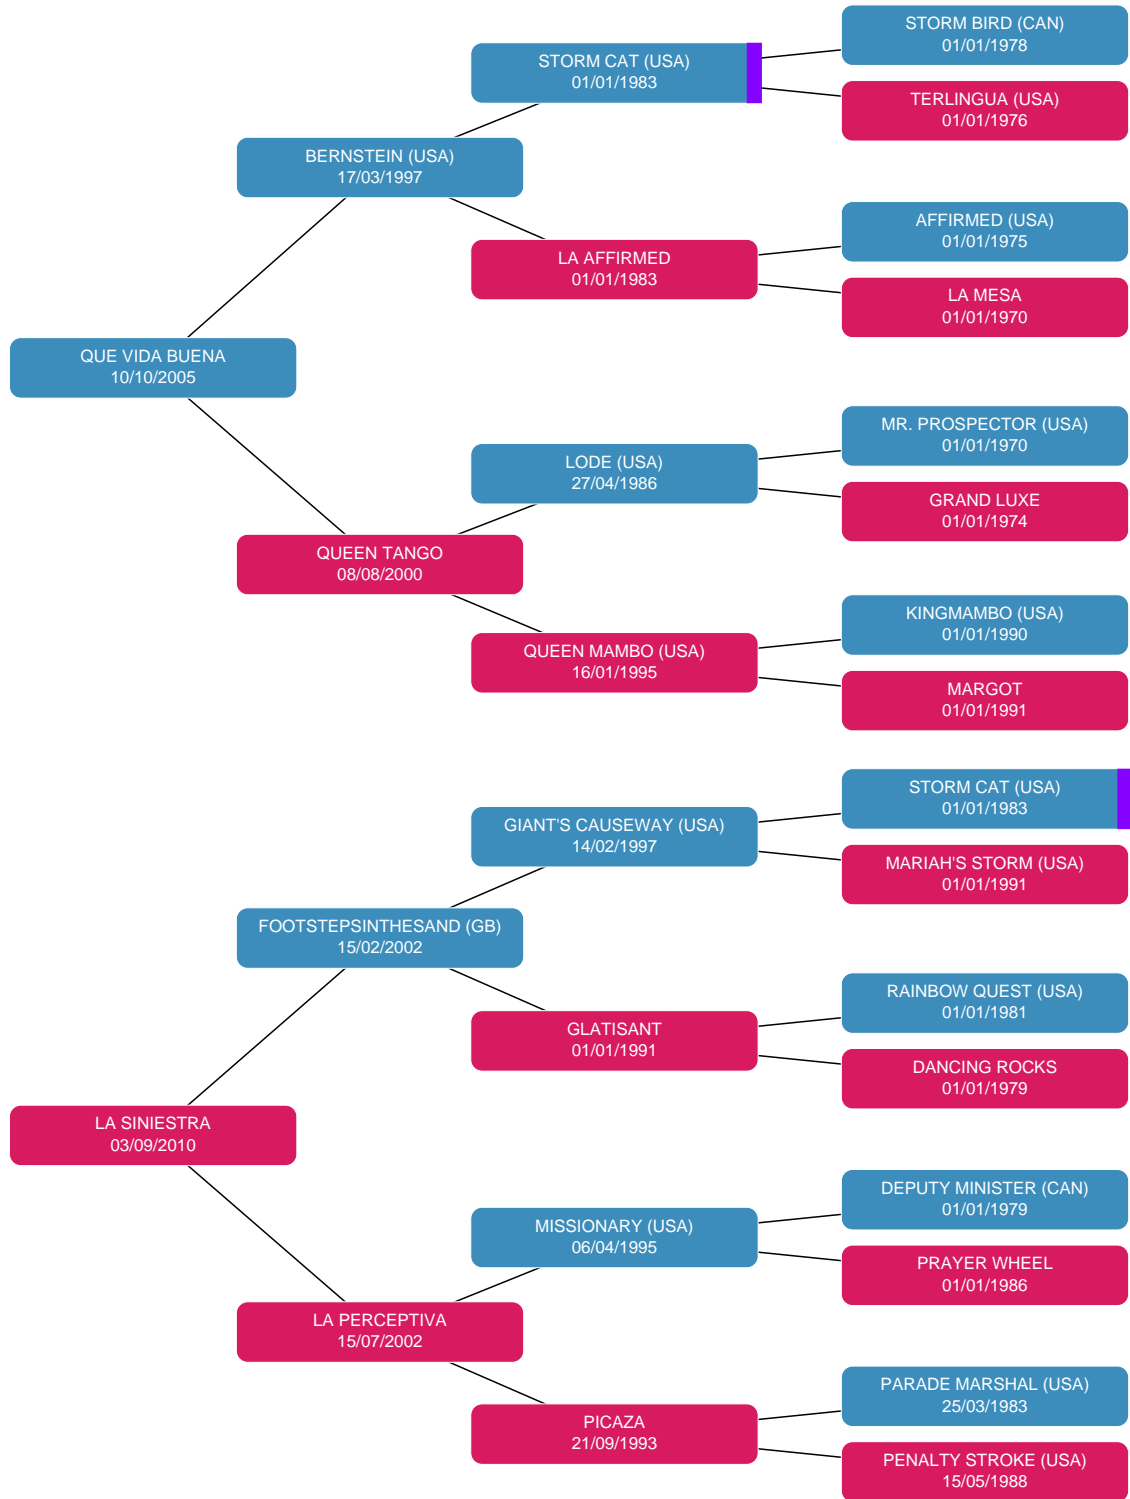 STORM BIRD (CAN)
01/01/1978
STORM CAT (USA)
01/01/1983
TERLINGUA (USA)
01/01/1976
BERNSTEIN (USA)
17/03/1997
AFFIRMED (USA)
01/01/1975
LA AFFIRMED
01/01/1983
LA MESA
01/01/1970
QUE VIDA BUENA
10/10/2005
MR. PROSPECTOR (USA)
01/01/1970
LODE (USA)
27/04/1986
GRAND LUXE
01/01/1974
QUEEN TANGO
08/08/2000
KINGMAMBO (USA)
01/01/1990
QUEEN MAMBO (USA)
16/01/1995
MARGOT
01/01/1991
STORM CAT (USA)
01/01/1983
GIANT'S CAUSEWAY (USA)
14/02/1997
MARIAH'S STORM (USA)
01/01/1991
FOOTSTEPSINTHESAND (GB)
15/02/2002
RAINBOW QUEST (USA)
01/01/1981
GLATISANT
01/01/1991
DANCING ROCKS
01/01/1979
LA SINIESTRA
03/09/2010
DEPUTY MINISTER (CAN)
01/01/1979
MISSIONARY (USA)
06/04/1995
PRAYER WHEEL
01/01/1986
LA PERCEPTIVA
15/07/2002
PARADE MARSHAL (USA)
25/03/1983
PICAZA
21/09/1993
PENALTY STROKE (USA)
15/05/1988